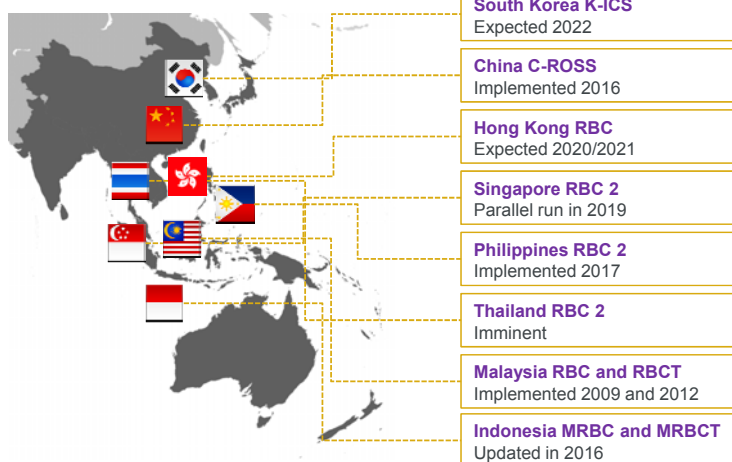 South Korea K-ICS
Expected 2022
China C-ROSS
Implemented 2016
Hong Kong RBC
Expected 2020/2021
Singapore RBC 2
Parallel run in 2019
Philippines RBC 2
Implemented 2017
Thailand RBC 2
Imminent
Malaysia RBC and RBCT
Implemented 2009 and 2012
Indonesia MRBC and MRBCT
Updated in 2016